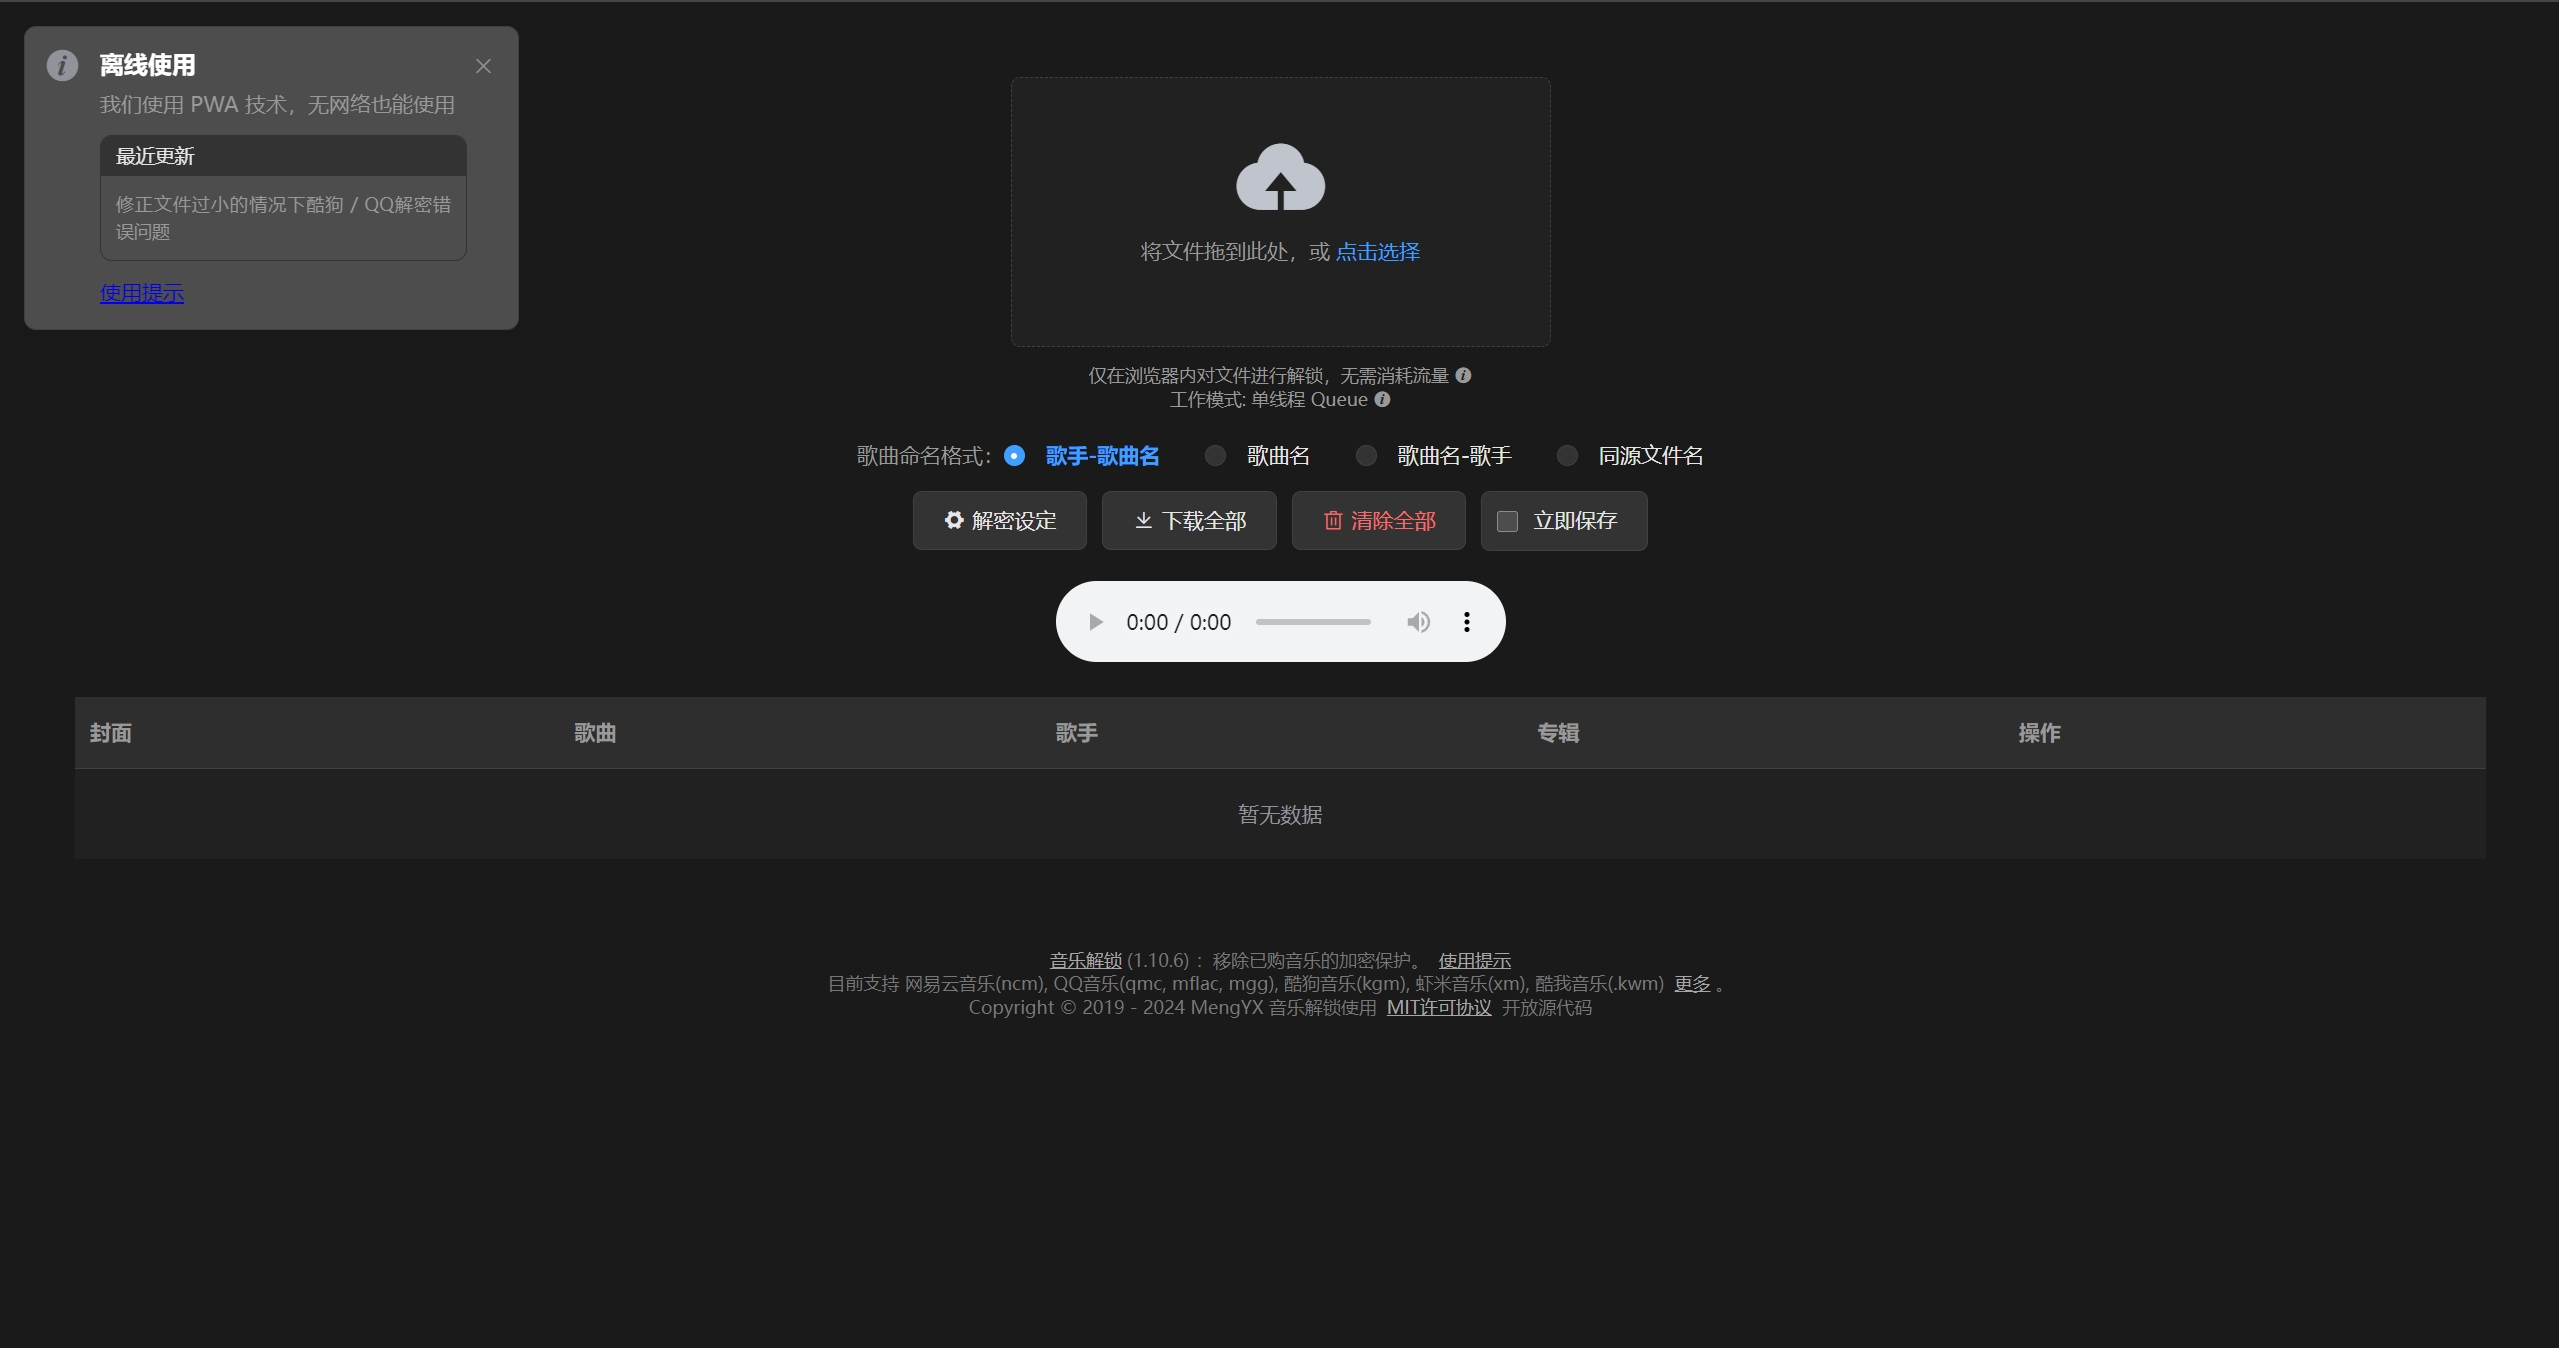 离线使用
我们使用 PWA 技术，无网络也能使用
最近更新
修正文件过小的情况下酷狗 / QQ解密错
误问题
使用提示
将文件拖到此处，或 点击选择
仅在浏览器内对文件进行解锁，无需消耗流量
工作模式: 单线程 Queue
歌曲命名格式： 歌手-歌曲名 歌曲名 歌曲名-歌手 同源文件名
解密设定 下载全部 清除全部 立即保存
0:00 / 0:00
封面 歌曲 歌手 专辑 操作
暂无数据
音乐解锁 (1.10.6) ：移除已购音乐的加密保护。 使用提示
目前支持 网易云音乐(ncm), QQ音乐(qmc, mflac, mgg), 酷狗音乐(kgm), 虾米音乐(xm), 酷我音乐(.kwm) 更多 。
Copyright © 2019 - 2024 MengYX 音乐解锁使用 MIT许可协议 开放源代码